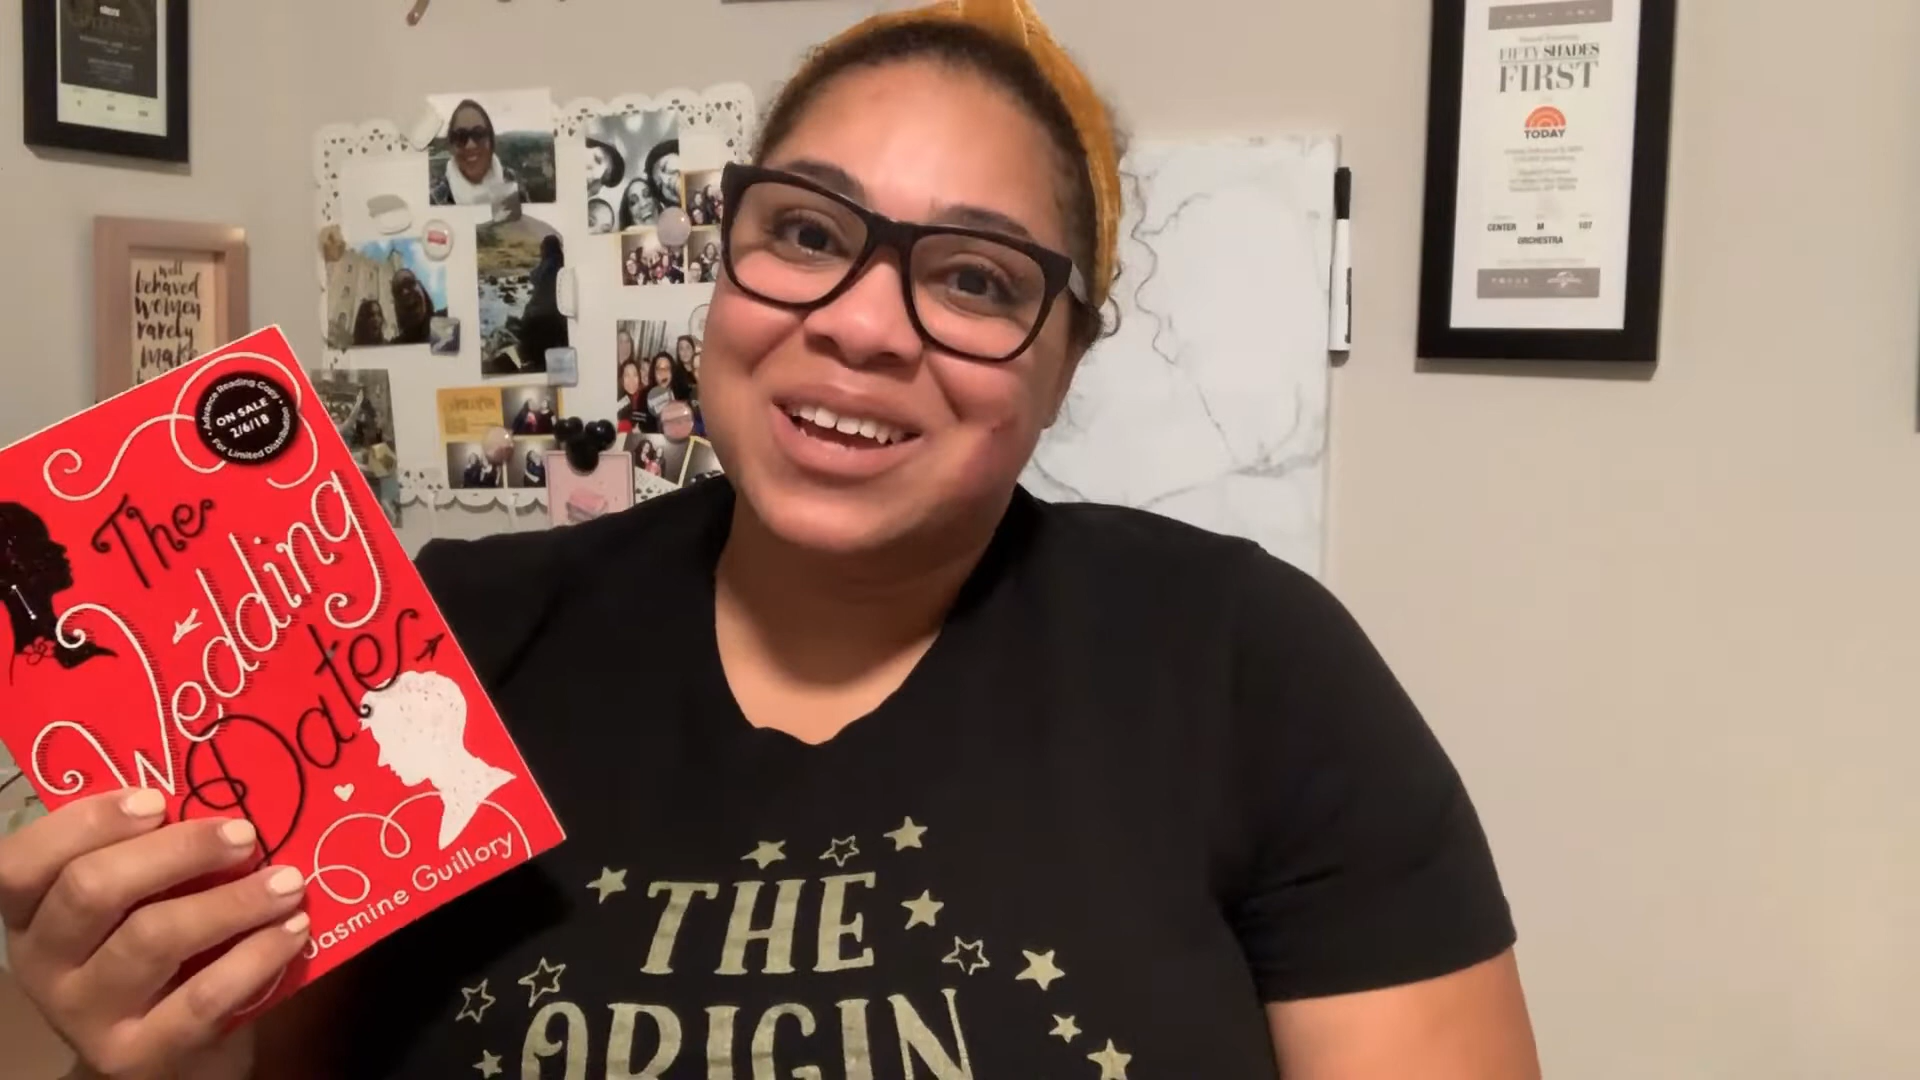 FIFTY SHADES
FIRST
TODAY
CENTER M 107
ORCHESTRA
well
behaved
women
rarely
make
Advance Reading Copy
ON SALE
2/6/18
For Limited Distribution
The
Wedding
Date
Jasmine Guillory
THE
ORIGIN